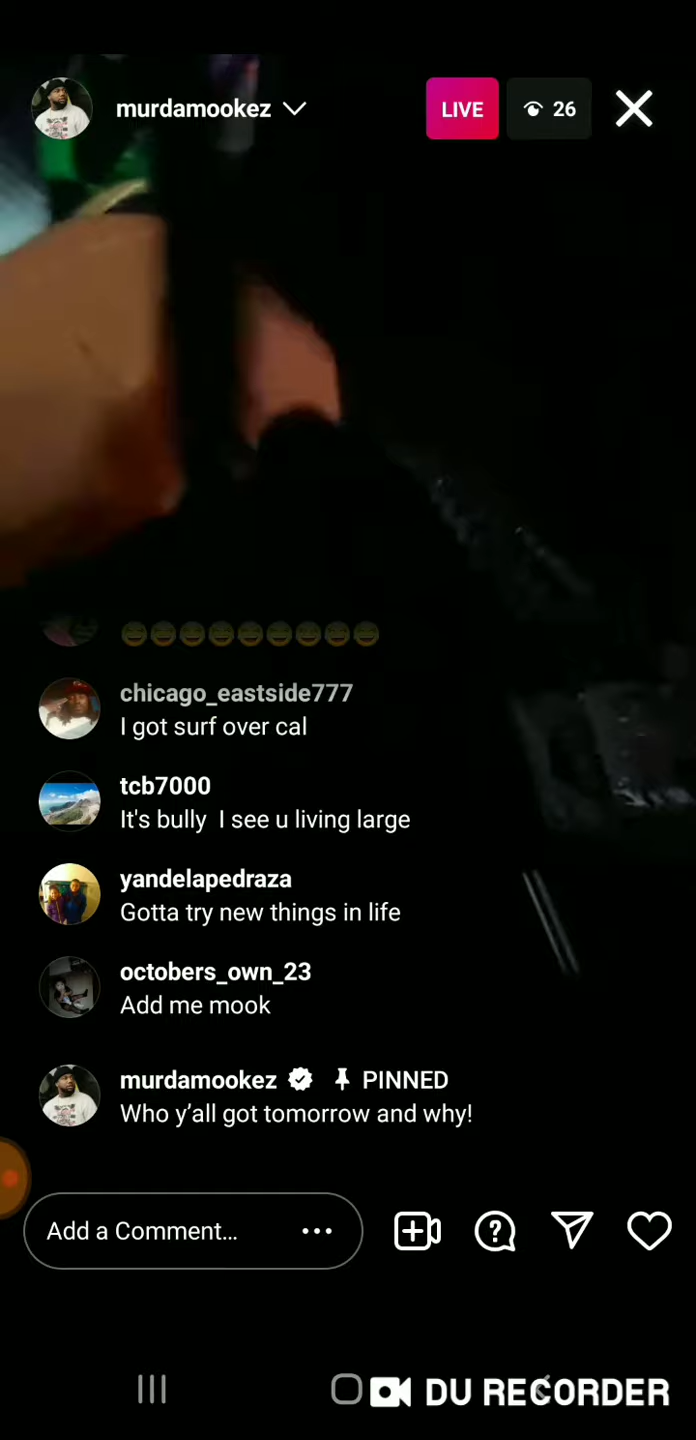 murdamookez
LIVE
26
😂😂😂😂😂😂😂😂😂
chicago_eastside777
I got surf over cal
tcb7000
It's bully  I see u living large
yandelapedraza
Gotta try new things in life
octobers_own_23
Add me mook
murdamookez PINNED
Who y’all got tomorrow and why!
Add a Comment...
DU RECORDER